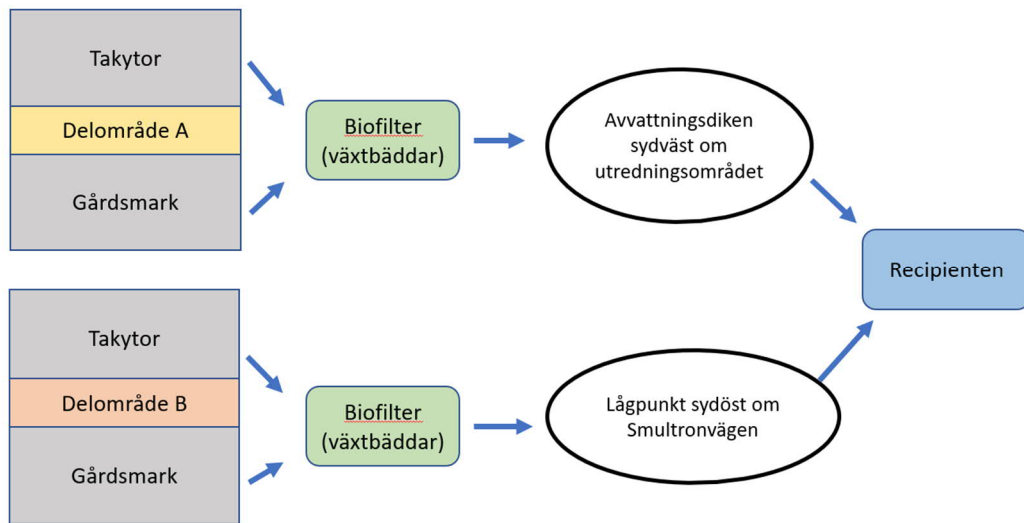 Takytor
Delområde A
Gårdsmark
Biofilter
(växtbäddar)
Avvattningsdiken
sydväst om
utredningsområdet
Recipienten
Takytor
Delområde B
Gårdsmark
Biofilter
(växtbäddar)
Lågpunkt sydöst om
Smultronvägen